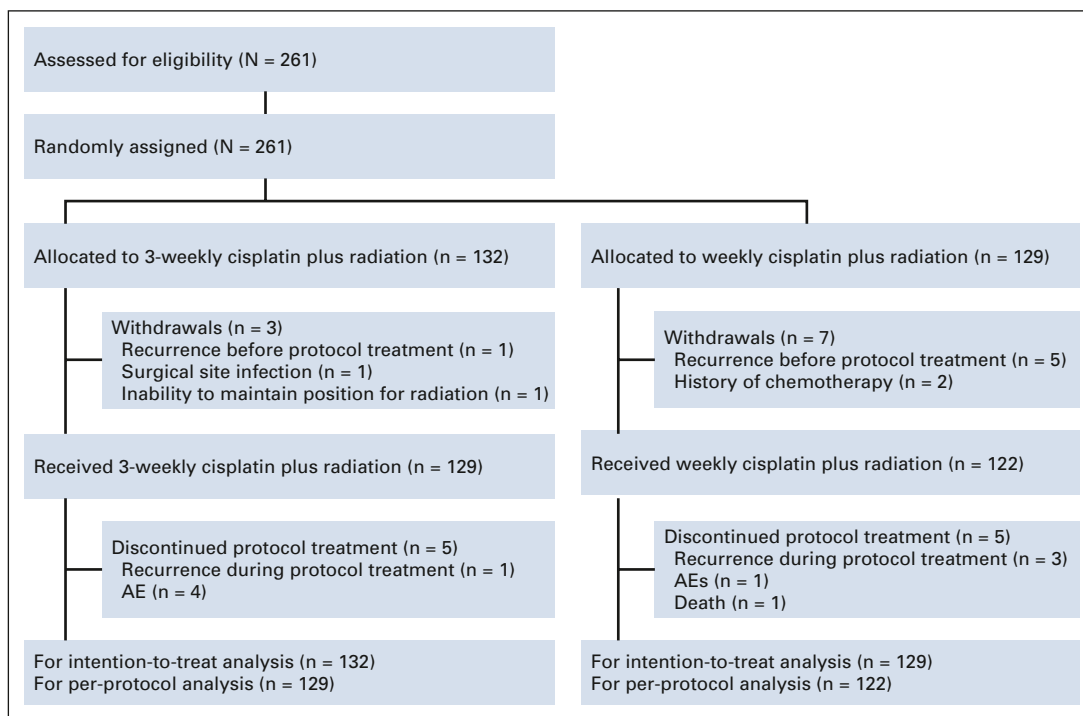 Assessed for eligibility (N = 261)
Randomly assigned (N = 261)
Allocated to 3-weekly cisplatin plus radiation (n = 132)
Withdrawals (n = 3)
Recurrence before protocol treatment (n = 1)
Surgical site infection (n = 1)
Inability to maintain position for radiation (n = 1)
Received 3-weekly cisplatin plus radiation (n = 129)
Discontinued protocol treatment (n = 5)
Recurrence during protocol treatment (n = 1)
AE (n = 4)
For intention-to-treat analysis (n = 132)
For per-protocol analysis (n = 129)
Allocated to weekly cisplatin plus radiation (n = 129)
Withdrawals (n = 7)
Recurrence before protocol treatment (n = 5)
History of chemotherapy (n = 2)
Received weekly cisplatin plus radiation (n = 122)
Discontinued protocol treatment (n = 5)
Recurrence during protocol treatment (n = 3)
AEs (n = 1)
Death (n = 1)
For intention-to-treat analysis (n = 129)
For per-protocol analysis (n = 122)